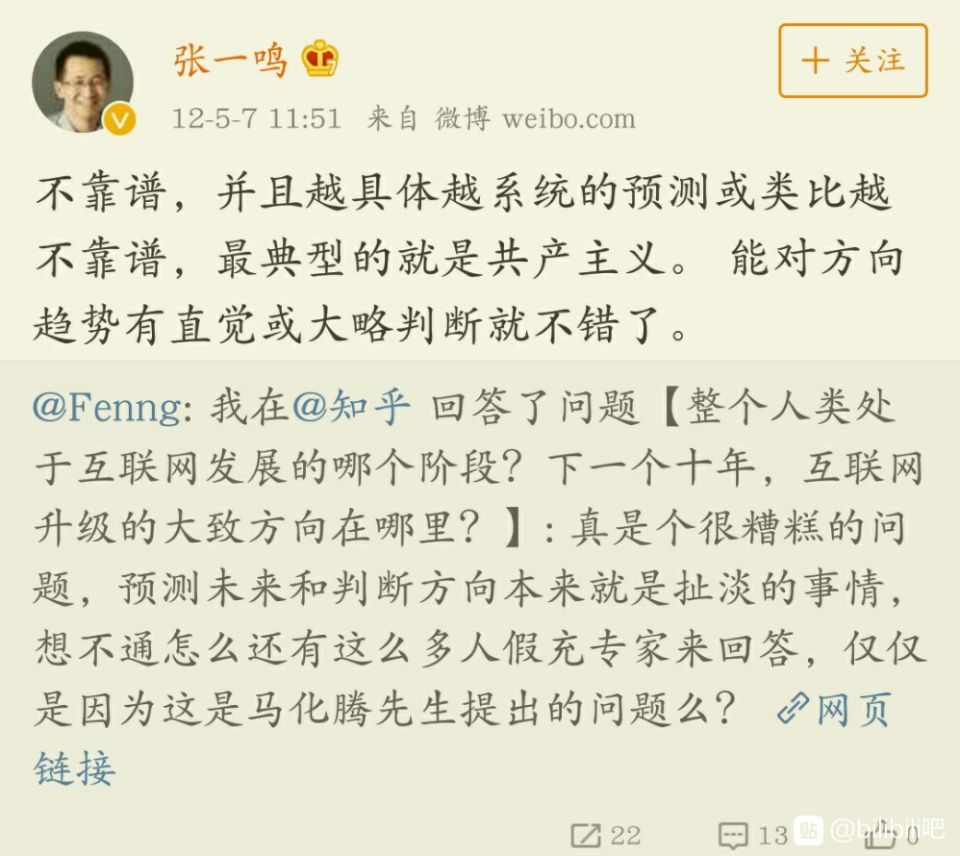 张一鸣
+ 关注
12-5-7 11:51 来自 微博 weibo.com
不靠谱，并且越具体越系统的预测或类比越
不靠谱，最典型的就是共产主义。 能对方向
趋势有直觉或大略判断就不错了。
@Fenng: 我在@知乎 回答了问题【整个人类处
于互联网发展的哪个阶段？下一个十年，互联网
升级的大致方向在哪里？】: 真是个很糟糕的问
题，预测未来和判断方向本来就是扯淡的事情，
想不通怎么还有这么多人假充专家来回答，仅仅
是因为这是马化腾先生提出的问题么？ 网页
链接
22 13 0
贴 @bilibili吧